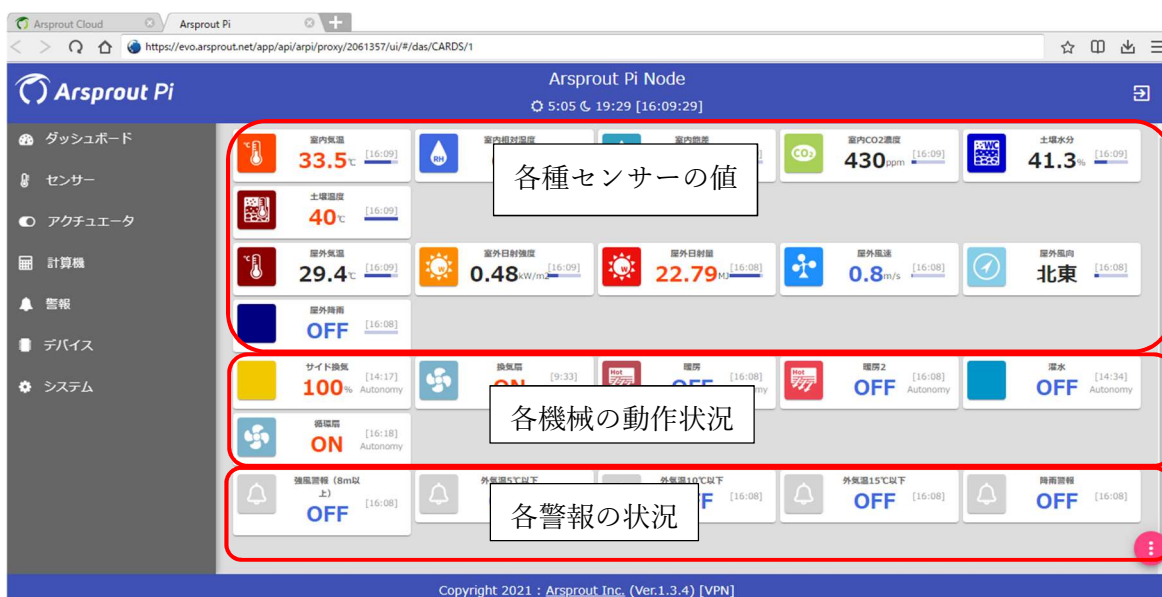 Arsprout Cloud
Arsprout Pi
https://evo.arsprout.net/app/api/arpi/proxy/2061357/ui/#/das/CARDS/1
Arsprout Pi
Arsprout Pi Node
5:05 19:29 [16:09:29]
ダッシュボード
センサー
アクチュエータ
計算機
警報
デバイス
システム
℃
室内気温
33.5℃ [16:09]
RH
室内相対湿度
室内飽差
CO₂
室内CO2濃度
430ppm [16:09]
WC
土壌水分
41.3% [16:09]
各種センサーの値
土壌温度
40℃ [16:09]
℃
屋外気温
29.4℃ [16:09]
W
室外日射強度
0.48kW/m2 [16:09]
W
屋外日射量
22.79MJ [16:08]
屋外風速
0.8m/s [16:08]
屋外風向
北東 [16:08]
屋外降雨
OFF [16:08]
サイド換気
100% [14:17] Autonomy
換気扇
ON [9:33]
Hot
暖房
OFF [16:08]
Hot
暖房2
OFF [16:08] Autonomy
灌水
OFF [14:34] Autonomy
各機械の動作状況
循環扇
ON [16:18] Autonomy
強風警報（8m以
上）
OFF [16:08]
外気温5℃以下
外気温10℃以下
[16:08]
外気温15℃以下
OFF [16:08]
降雨警報
OFF [16:08]
各警報の状況
Copyright 2021 : Arsprout Inc. (Ver.1.3.4) [VPN]